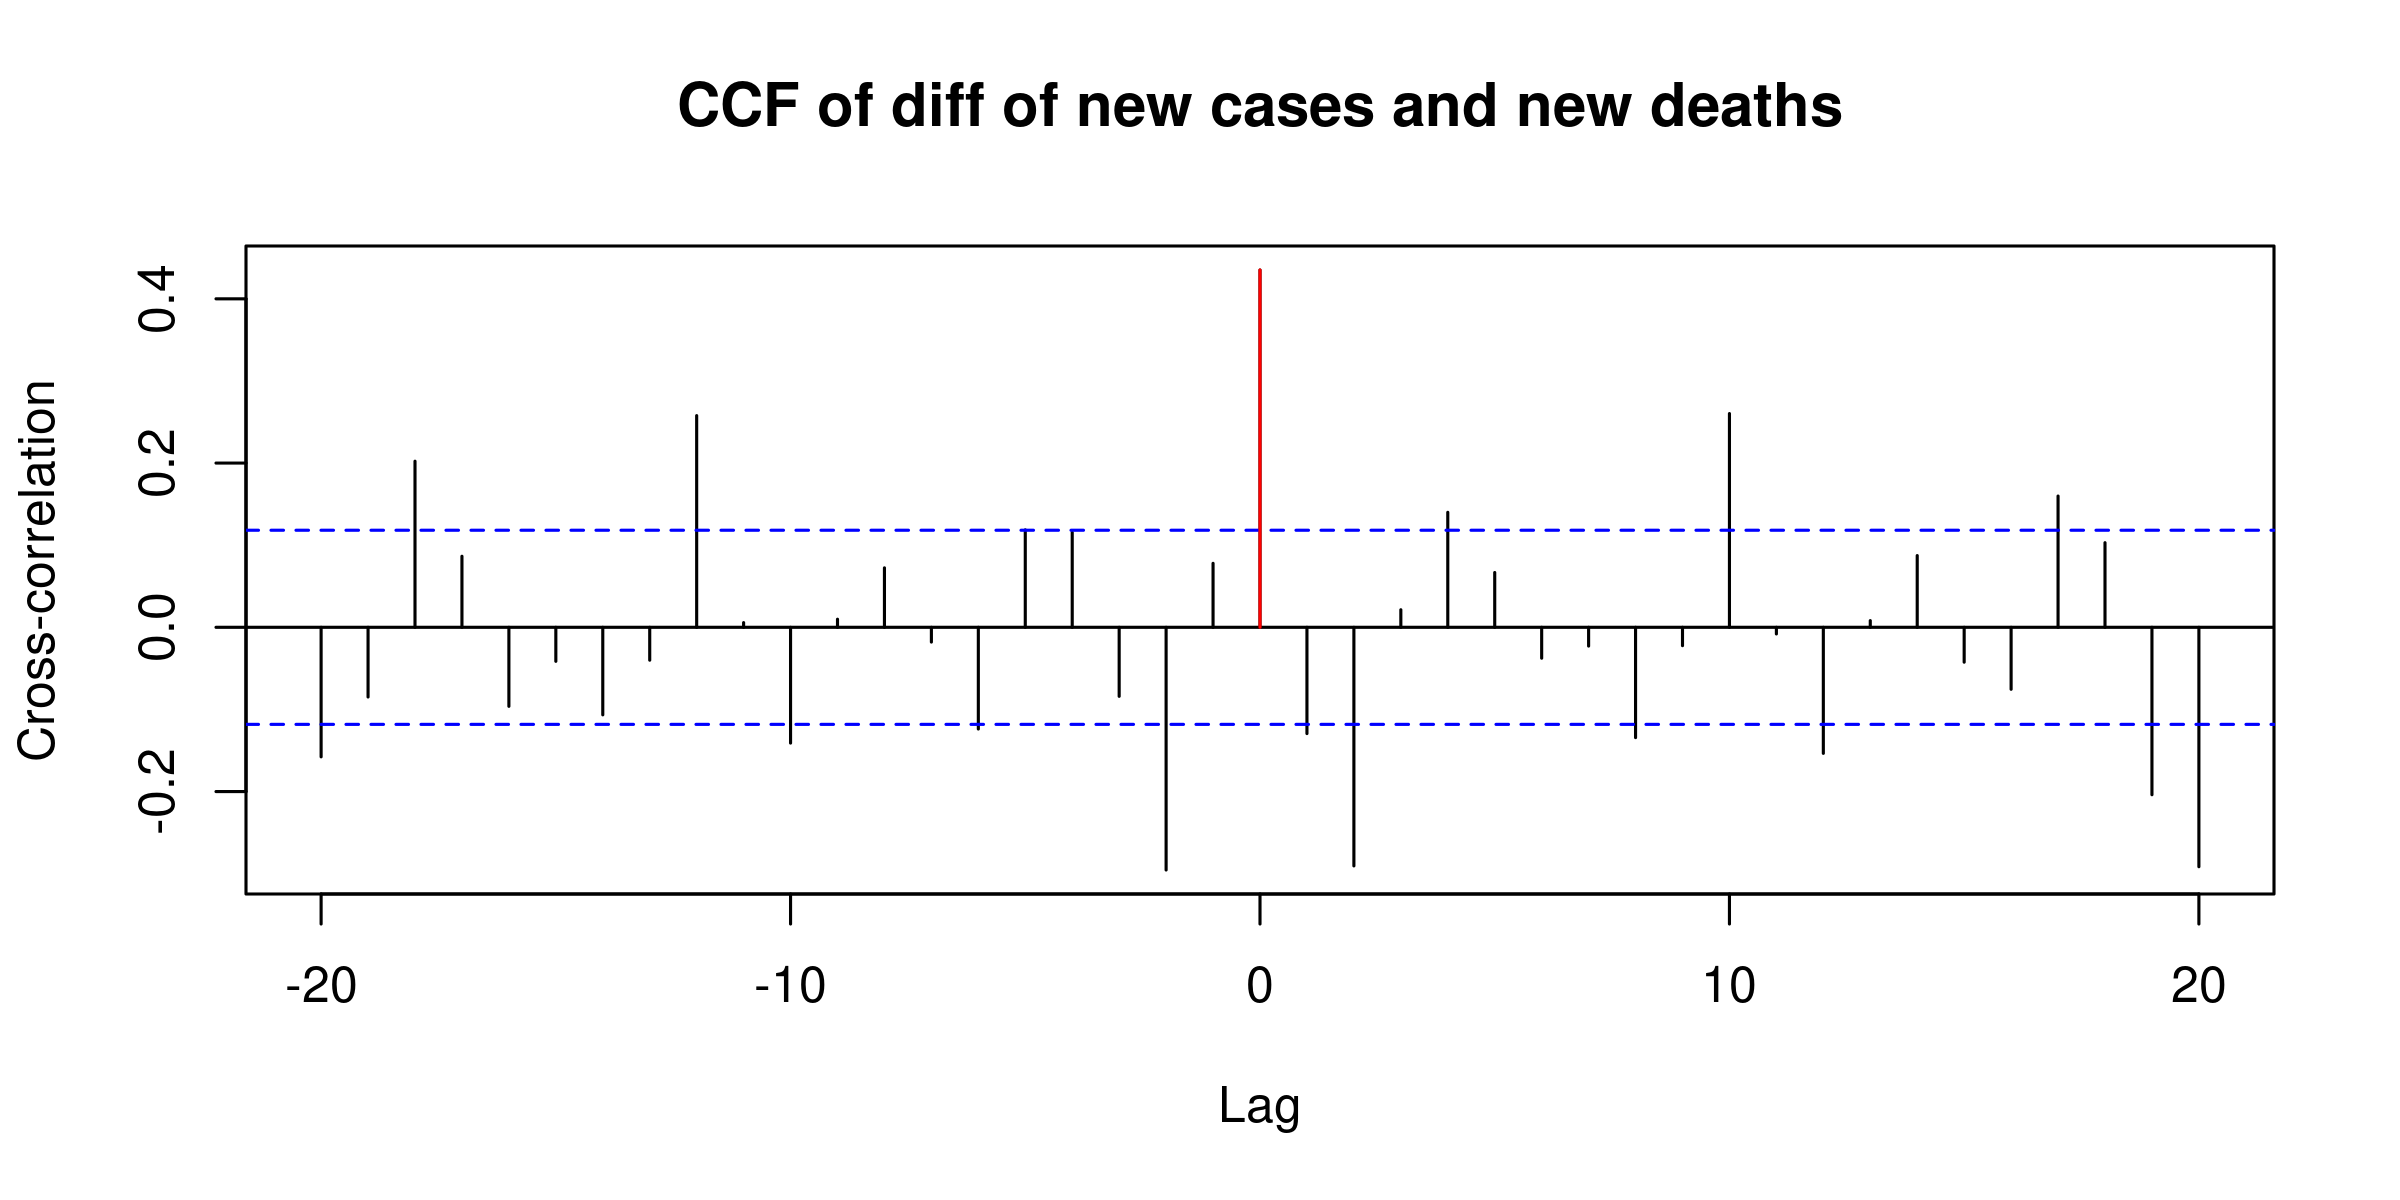 CCF of diff of new cases and new deaths
Cross-correlation
0.4
0.2
0.0
-0.2
-20 -10 0 10 20
Lag